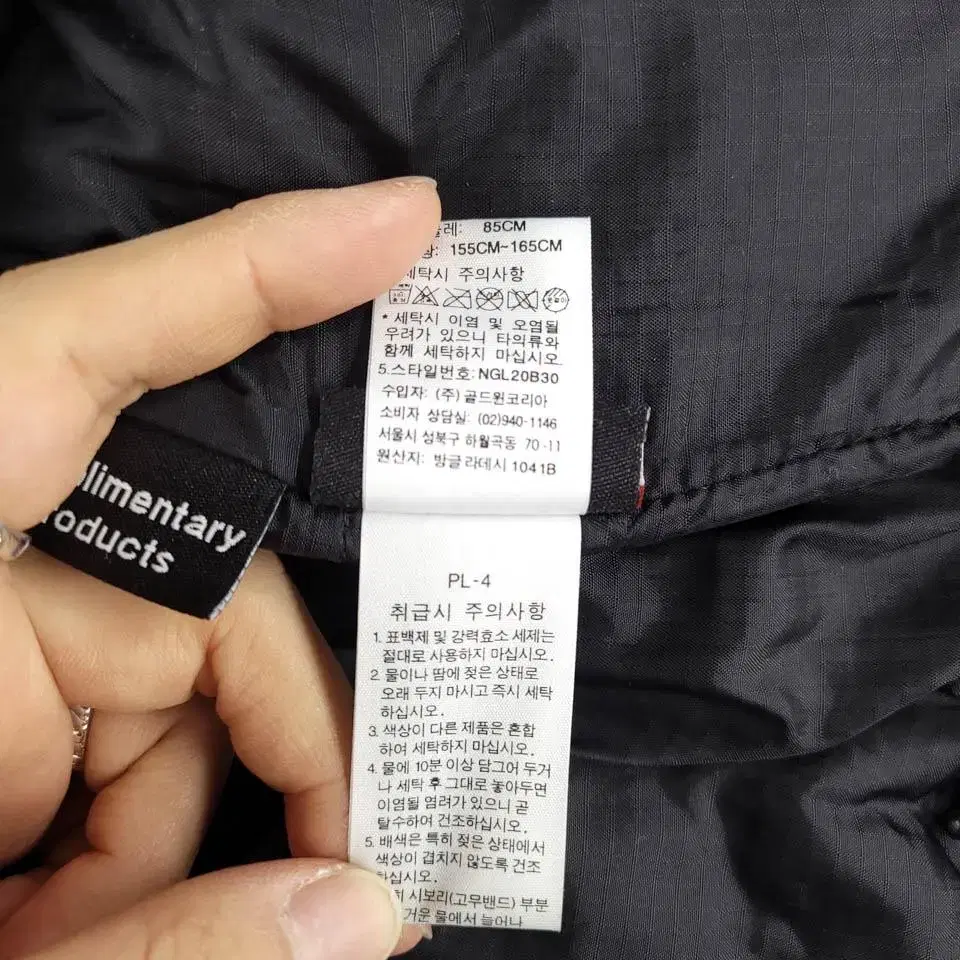 85CM
155CM~165CM
세탁시 주의사항
* 세탁시 이염 및 오염될
우려가 있으니 타의류와
함께 세탁하지 마십시오
5.스타일번호: NGL20B30
수입자: (주) 골드윈코리아
소비자 상담실: (02)940-1146
서울시 성북구 하월곡동 70-11
원산지: 방글라데시 1041B
limentary
oducts
PL-4
취급시 주의사항
1. 표백제 및 강력효소 세제는
절대로 사용하지 마십시오.
2. 물이나 땀에 젖은 상태로
오래 두지 마시고 즉시 세탁
하십시오.
3. 색상이 다른 제품은 혼합
하여 세탁하지 마십시오.
4. 물에 10분 이상 담그어 두거
나 세탁 후 그대로 놓아두면
이염될 염려가 있으니 곧
탈수하여 건조하십시오.
5. 배색은 특히 젖은 상태에서
색상이 겹치지 않도록 건조
하십시오.
시보리(고무밴드) 부분
거운 물에서 늘어나